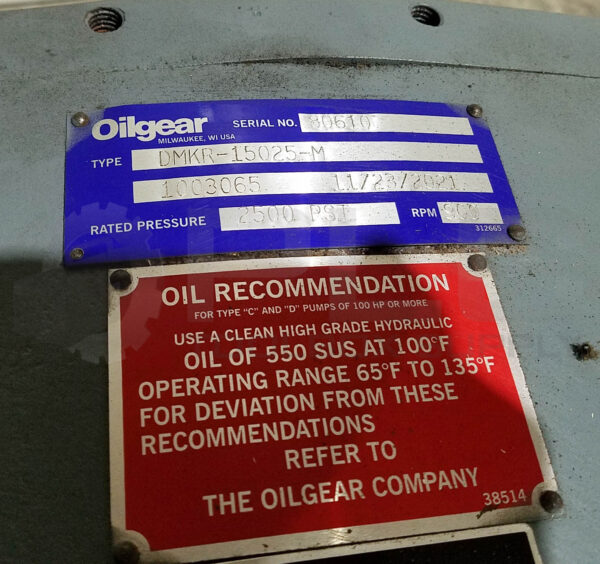 Oilgear SERIAL NO. 80610
MILWAUKEE, WI USA
TYPE DMKR-15025-M
1003065 11/23/2021
RATED PRESSURE 2500 PSI RPM 900
312665
OIL RECOMMENDATION
FOR TYPE "C" AND "D" PUMPS OF 100 HP OR MORE
USE A CLEAN HIGH GRADE HYDRAULIC
OIL OF 550 SUS AT 100°F
OPERATING RANGE 65°F TO 135°F
FOR DEVIATION FROM THESE
RECOMMENDATIONS
REFER TO
THE OILGEAR COMPANY
38514